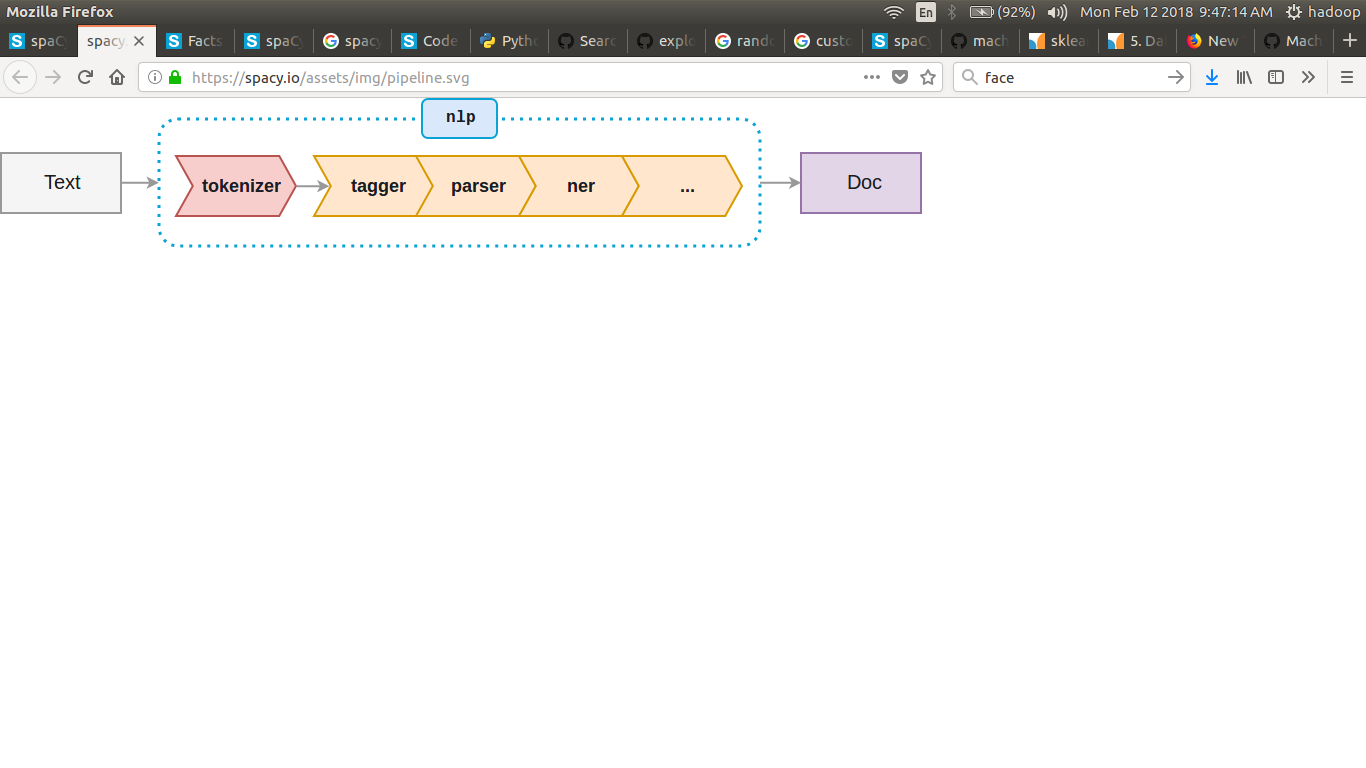 Mozilla Firefox
En
(92%)
Mon Feb 12 2018 9:47:14 AM
hadoop
spaC
spacy
Facts
spaC
spacy
Code
Pytho
Searc
explo
rando
custo
spaCy
mach
sklea
5. Dat
New
Mach
https://spacy.io/assets/img/pipeline.svg
face
nlp
Text
tokenizer
tagger
parser
ner
...
Doc